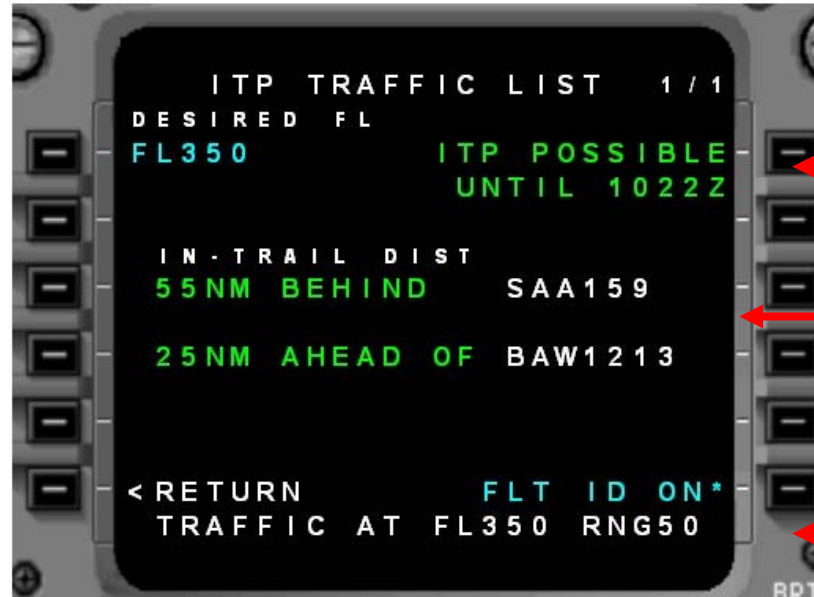 ITP TRAFFIC LIST 1/1
DESIRED FL
FL350 ITP POSSIBLE
UNTIL 1022Z
IN-TRAIL DIST
55NM BEHIND SAA159
25NM AHEAD OF BAW1213
<RETURN FLT ID ON*
TRAFFIC AT FL350 RNG50